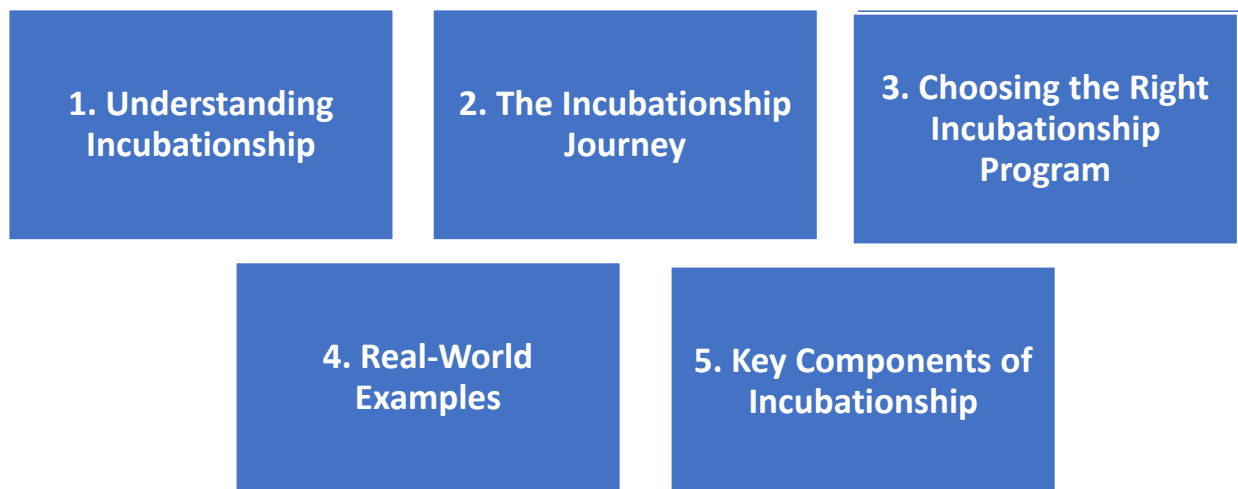 1. Understanding
Incubationship
2. The Incubationship
Journey
3. Choosing the Right
Incubationship
Program
4. Real-World
Examples
5. Key Components of
Incubationship